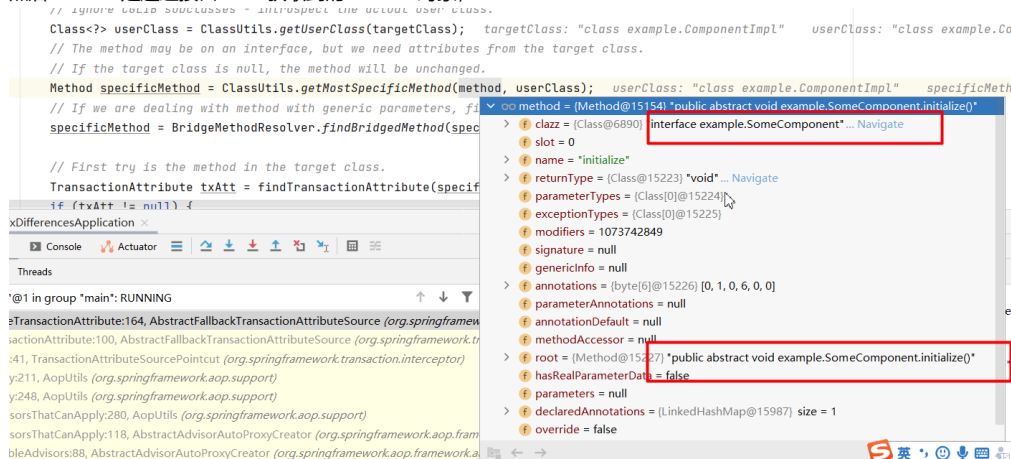 // Ignore CGLIB subclasses - introspect the actual user class.
Class<?> userClass = ClassUtils.getUserClass(targetClass);   targetClass: "class example.ComponentImpl"   userClass: "class example.Co
// The method may be on an interface, but we need attributes from the target class.
// If the target class is null, the method will be unchanged.
Method specificMethod = ClassUtils.getMostSpecificMethod(method, userClass);   userClass: "class example.ComponentImpl"   specificMeth
// If we are dealing with method with generic parameters, fi
specificMethod = BridgeMethodResolver.findBridgedMethod(spec
// First try is the method in the target class.
TransactionAttribute txAtt = findTransactionAttribute(specif
if (txAtt != null) {
method = {Method@15154} "public abstract void example.SomeComponent.initialize()"
clazz = {Class@6890} "interface example.SomeComponent" ... Navigate
slot = 0
name = "initialize"
returnType = {Class@15223} "void" ... Navigate
parameterTypes = {Class[0]@15224}
exceptionTypes = {Class[0]@15225}
modifiers = 1073742849
signature = null
genericInfo = null
annotations = {byte[6]@15226} [0, 1, 0, 6, 0, 0]
parameterAnnotations = null
annotationDefault = null
methodAccessor = null
root = {Method@15227} "public abstract void example.SomeComponent.initialize()"
hasRealParameterData = false
parameters = null
declaredAnnotations = {LinkedHashMap@15987} size = 1
override = false
xDifferencesApplication
Console Actuator
Threads
"@1 in group "main": RUNNING
eTransactionAttribute:164, AbstractFallbackTransactionAttributeSource (org.springframew
sactionAttribute:100, AbstractFallbackTransactionAttributeSource (org.springframework.tr
:41, TransactionAttributeSourcePointcut (org.springframework.transaction.interceptor)
y:211, AopUtils (org.springframework.aop.support)
y:248, AopUtils (org.springframework.aop.support)
sorsThatCanApply:280, AopUtils (org.springframework.aop.support)
sorsThatCanApply:118, AbstractAdvisorAutoProxyCreator (org.springframework.aop.fram
bleAdvisors:88, AbstractAdvisorAutoProxyCreator (org.springframework.aop.framework.a
英